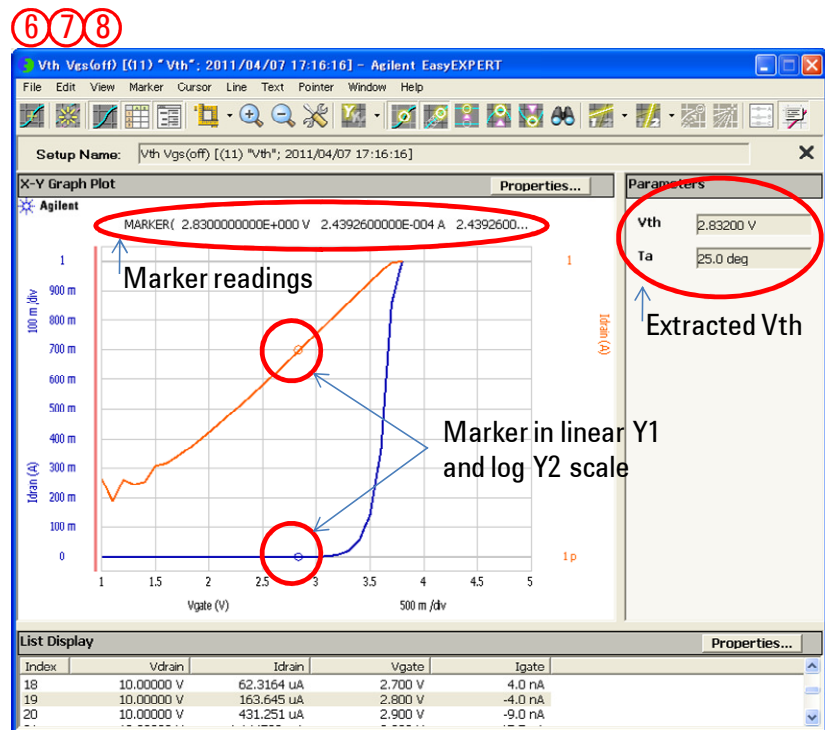 ⑥⑦⑧
Vth Vgs(off) [(11) "Vth"; 2011/04/07 17:16:16] - Agilent EasyEXPERT
File Edit View Marker Cursor Line Text Pointer Window Help
Setup Name: Vth Vgs(off) [(11) "Vth"; 2011/04/07 17:16:16]
X-Y Graph Plot Properties... Parameters
Agilent
MARKER( 2.8300000000E+000 V 2.4392600000E-004 A 2.4392600...
Vth 2.83200 V
Ta 25.0 deg
Marker readings
Extracted Vth
Marker in linear Y1
and log Y2 scale
100 m /div
Idran (A)
1
900 m
800 m
700 m
600 m
500 m
400 m
300 m
200 m
100 m
0
1
Idrain (A)
1 p
1 1.5 2 2.5 3 3.5 4 4.5 5
Vgate (V) 500 m /div
List Display Properties...
Index Vdrain Idrain Vgate Igate
18 10.00000 V 62.3164 uA 2.700 V 4.0 nA
19 10.00000 V 163.645 uA 2.800 V -4.0 nA
20 10.00000 V 431.251 uA 2.900 V -9.0 nA